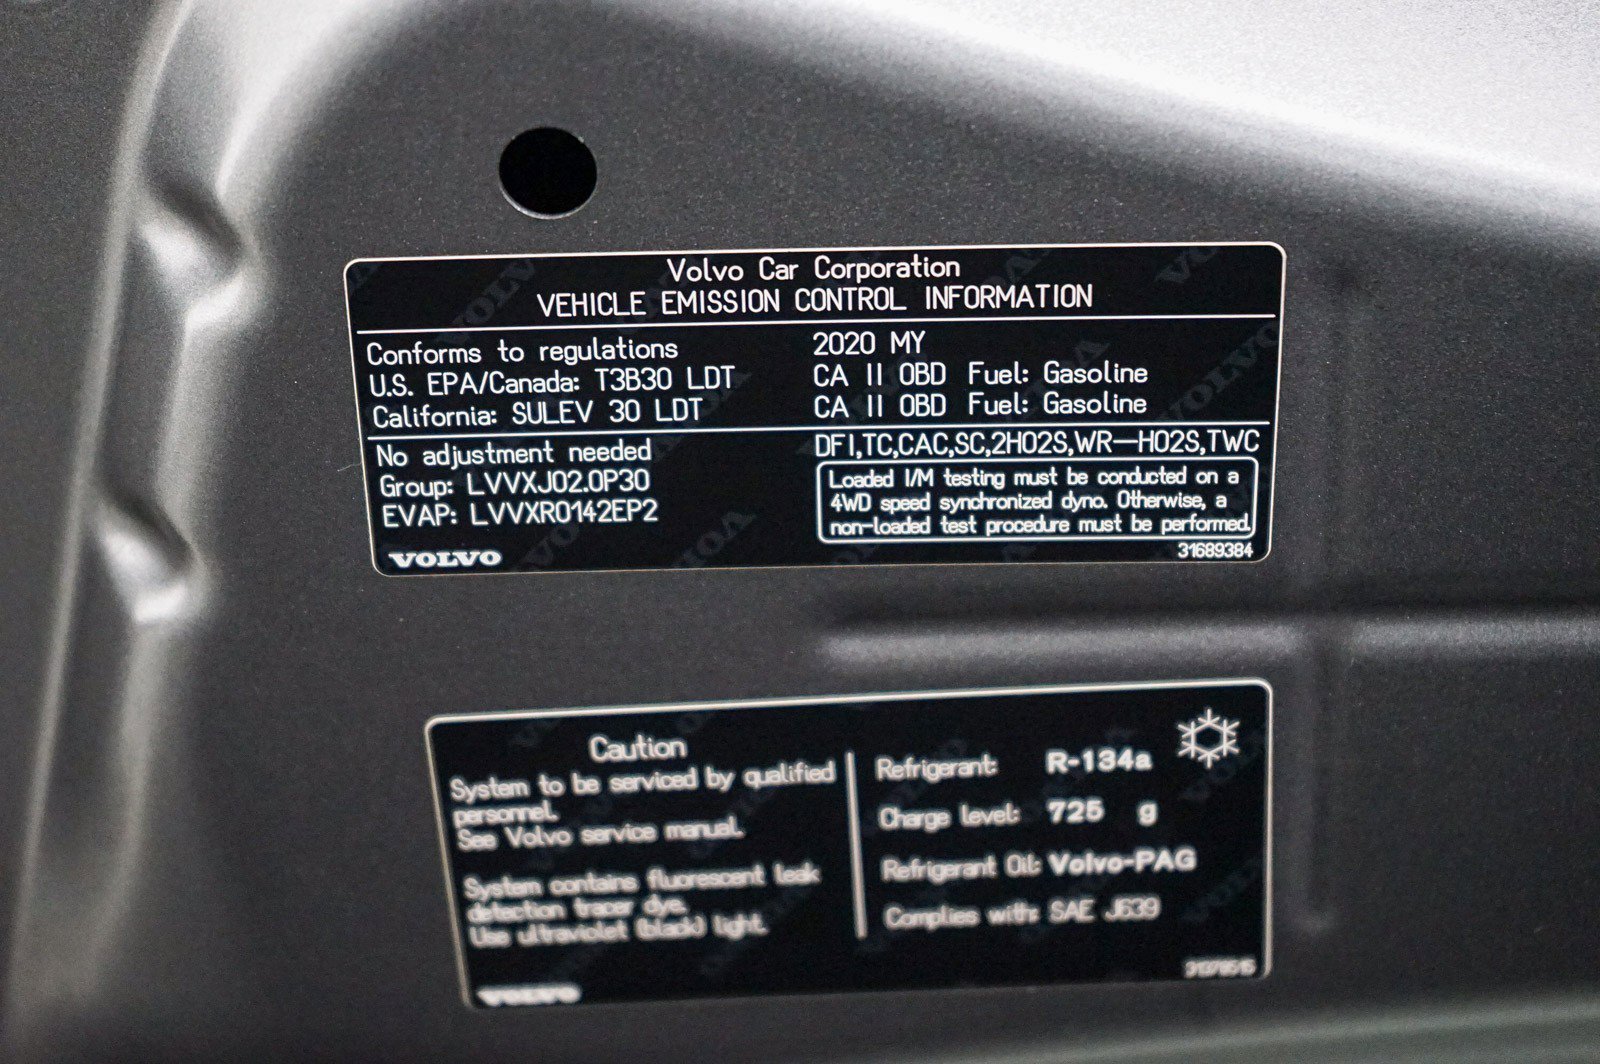 Volvo Car Corporation
VEHICLE EMISSION CONTROL INFORMATION
Conforms to regulations 2020 MY
U.S. EPA/Canada: T3B30 LDT CA II OBD Fuel: Gasoline
California: SULEV 30 LDT CA II OBD Fuel: Gasoline
No adjustment needed
Group: LVVXJ02.0P30
EVAP: LVVXR0142EP2
DFI,TC,CAC,SC,2HO2S,WR-HO2S,TWC
Loaded I/M testing must be conducted on a
4WD speed synchronized dyno. Otherwise, a
non-loaded test procedure must be performed.
VOLVO
31689384
Caution
System to be serviced by qualified
personnel.
See Volvo service manual.
System contains fluorescent leak
detection tracer dye.
Use ultraviolet (black) light.
VOLVO
Refrigerant: R-134a
Charge level: 725 g
Refrigerant Oil: Volvo-PAG
Complies with: SAE J639